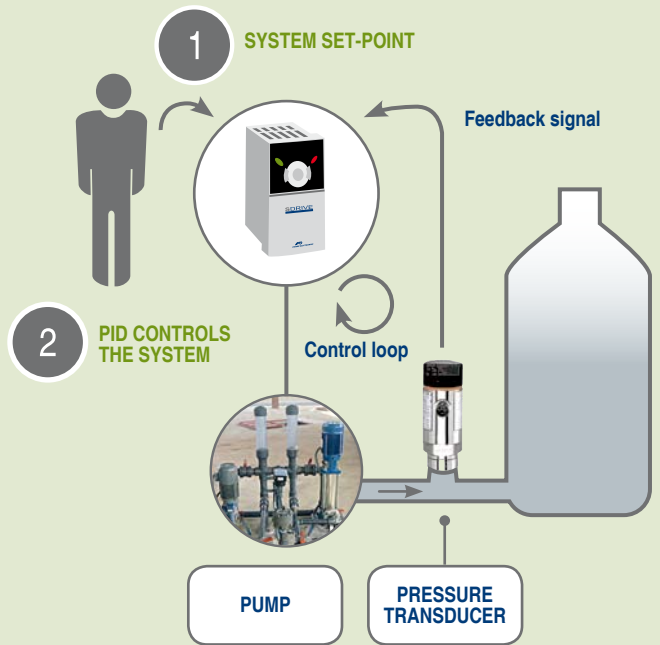 1
SYSTEM SET-POINT
Feedback signal
SDRIVE
2
PID CONTROLS
THE SYSTEM
Control loop
PUMP
PRESSURE
TRANSDUCER